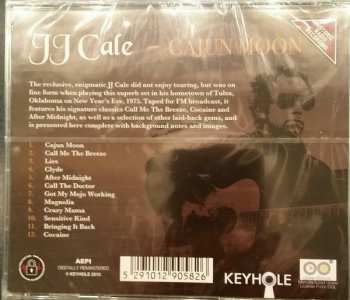 JJ Cale
CAJUN MOON
The reclusive, enigmatic JJ Cale did not enjoy touring, but was on
fine form when playing this superb set in his hometown of Tulsa,
Oklahoma on New Year's Eve, 1975. Taped for FM broadcast, it
features his signature classics Call Me The Breeze, Cocaine and
After Midnight, as well as a selection of other laid-back gems, and
is presented here complete with background notes and images.
1. Cajun Moon
2. Call Me The Breeze
3. Lies
4. Clyde
5. After Midnight
6. Call The Doctor
7. Got My Mojo Working
8. Magnolia
9. Crazy Mama
10. Sensitive Kind
11. Bringing It Back
12. Cocaine
AEPI
DIGITALLY REMASTERED
© KEYHOLE 2015
5 291012 905826
KEYHOLE